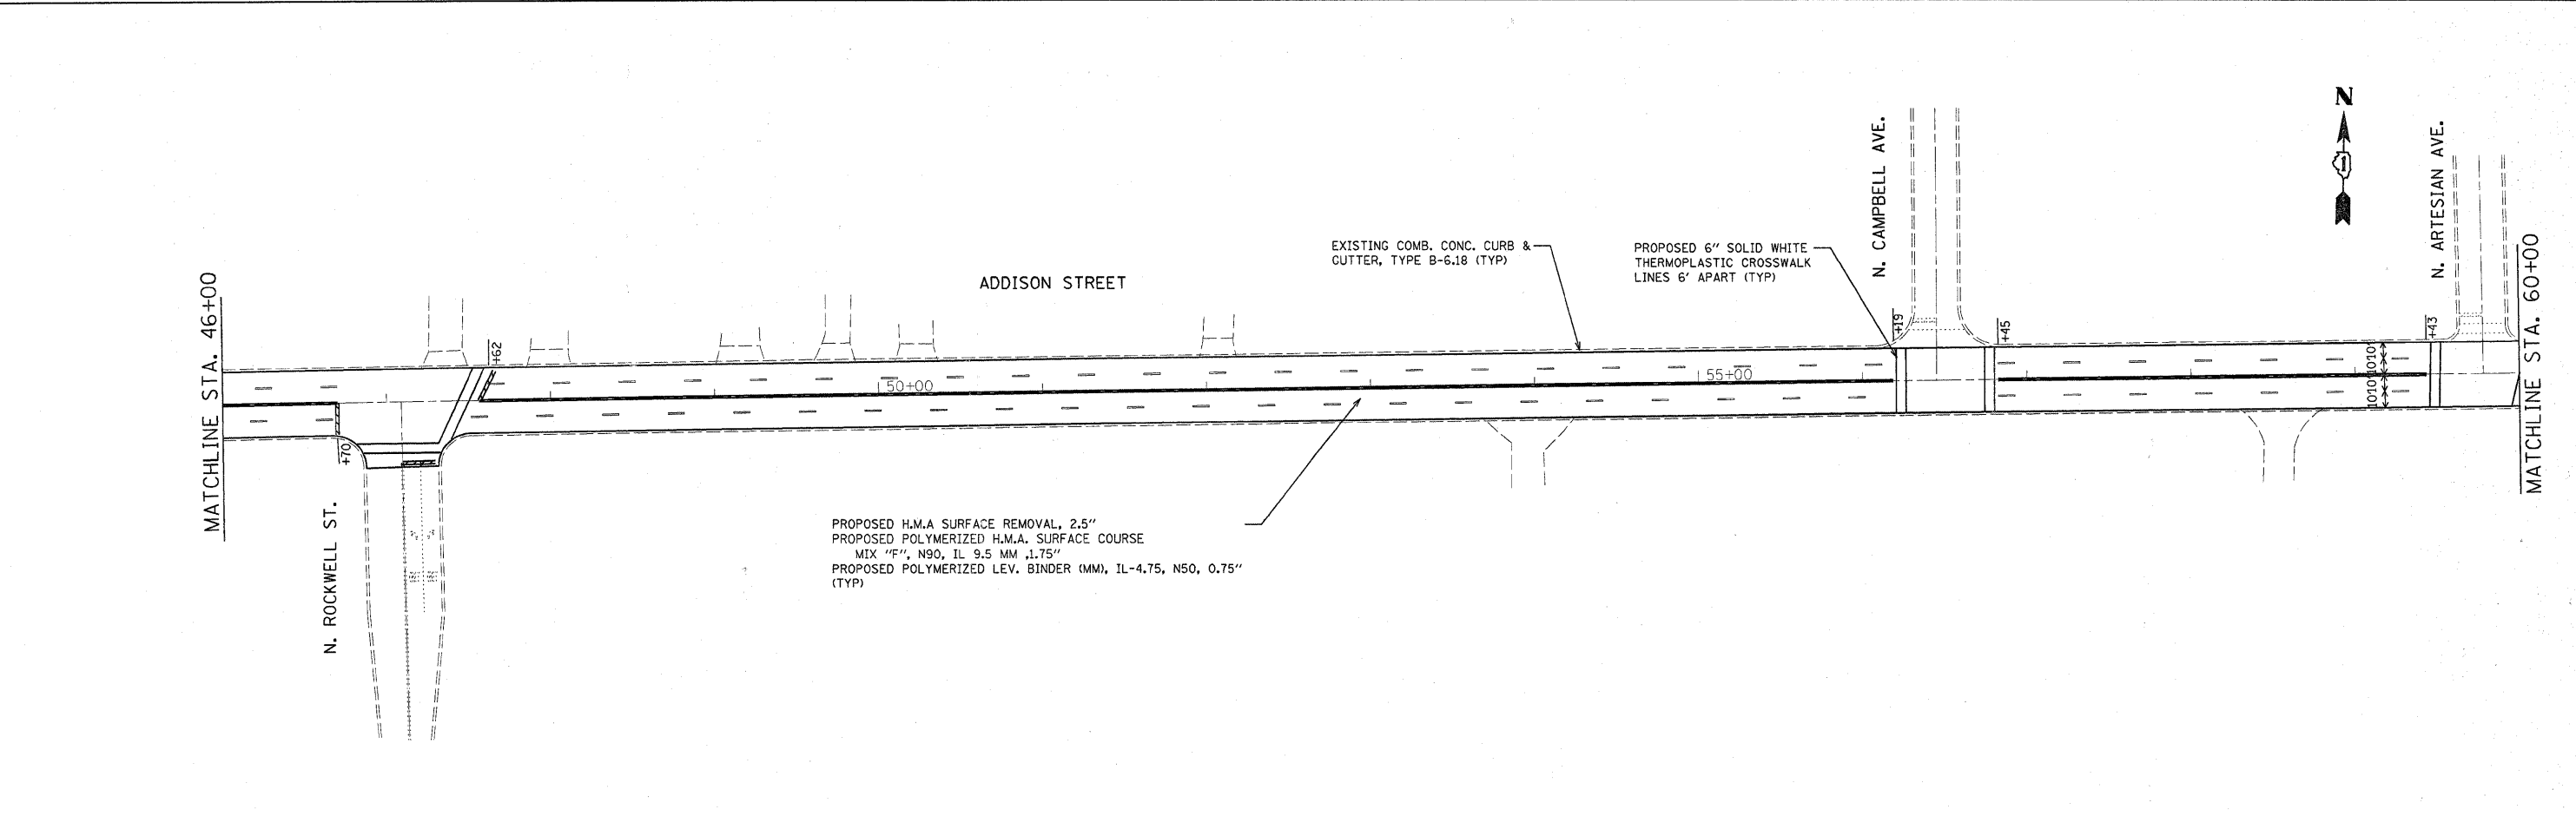 N
N. CAMPBELL AVE.
N. ARTESIAN AVE.
EXISTING COMB. CONC. CURB &
GUTTER, TYPE B-6.18 (TYP)
PROPOSED 6" SOLID WHITE
THERMOPLASTIC CROSSWALK
LINES 6' APART (TYP)
ADDISON STREET
MATCHLINE STA. 46+00
MATCHLINE STA. 60+00
+62
+19
+45
+43
50+00
55+00
10'
10'
10'
10'
+70
N. ROCKWELL ST.
PROPOSED H.M.A SURFACE REMOVAL, 2.5"
PROPOSED POLYMERIZED H.M.A. SURFACE COURSE
MIX "F", N90, IL 9.5 MM ,1.75"
PROPOSED POLYMERIZED LEV. BINDER (MM), IL-4.75, N50, 0.75"
(TYP)